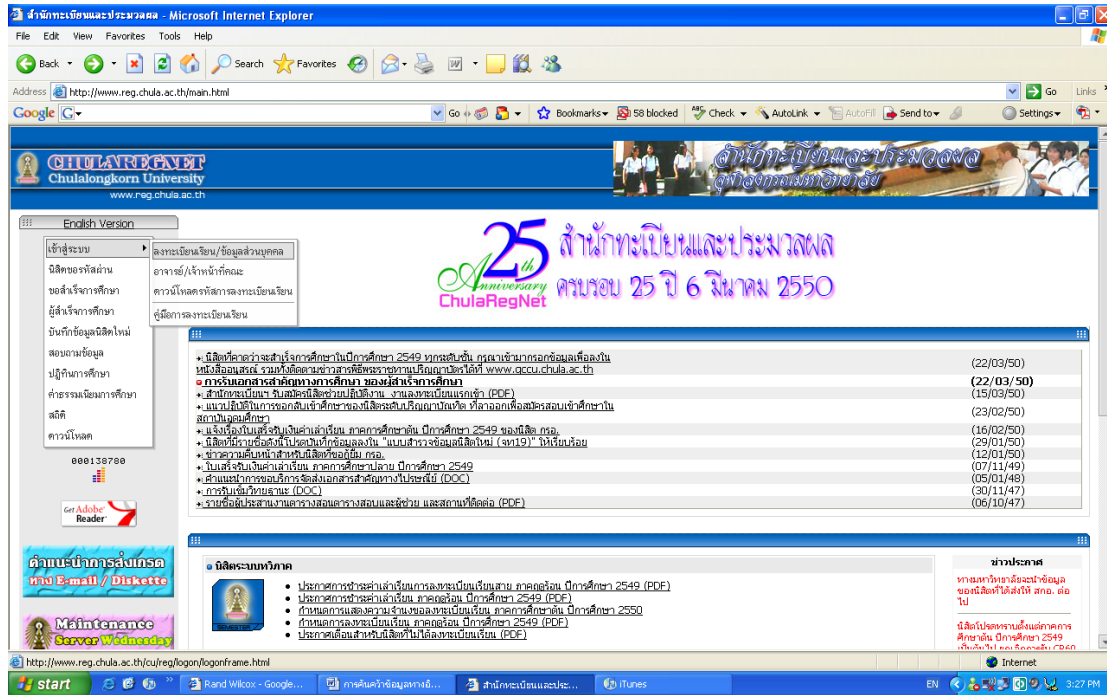 สำนักทะเบียนและประมวลผล - Microsoft Internet Explorer
File Edit View Favorites Tools Help
Back Search Favorites
Address http://www.reg.chula.ac.th/main.html Go Links
Google G Go Bookmarks 58 blocked Check AutoLink AutoFill Send to Settings
CHULAREGNET
Chulalongkorn University
www.reg.chula.ac.th
สำนักทะเบียนและประมวลผล
จุฬาลงกรณ์มหาวิทยาลัย
English Version
เข้าสู่ระบบ
นิสิตขอรหัสผ่าน
ขอสำเร็จการศึกษา
ผู้สำเร็จการศึกษา
บันทึกข้อมูลนิสิตใหม่
สอบถามข้อมูล
ปฏิทินการศึกษา
ค่าธรรมเนียมการศึกษา
สถิติ
ดาวน์โหลด
ลงทะเบียนเรียน/ข้อมูลส่วนบุคคล
อาจารย์/เจ้าหน้าที่คณะ
ดาวน์โหลดรหัสการลงทะเบียนเรียน
คู่มือการลงทะเบียนเรียน
000138780
Get Adobe Reader
คำแนะนำการส่งเกรด
ทาง E-mail / Diskette
Maintenance
Server Wednesday
25 th
Anniversary
ChulaRegNet
สำนักทะเบียนและประมวลผล
ครบรอบ 25 ปี 6 มีนาคม 2550
นิสิตที่คาดว่าจะสำเร็จการศึกษาในปีการศึกษา 2549 ทุกระดับชั้น กรุณาเข้ามากรอกข้อมูลเพื่อลงใน
หนังสืออนุสรณ์ รวมทั้งติดตามข่าวสารพิธีพระราชทานปริญญาบัตรได้ที่ www.qccu.chula.ac.th (22/03/50)
การรับเอกสารสำคัญทางการศึกษา ของผู้สำเร็จการศึกษา (22/03/50)
สำนักทะเบียนฯ รับสมัครนิสิตช่วยปฏิบัติงาน งานลงทะเบียนแรกเข้า (PDF) (15/03/50)
แนวปฏิบัติในการขอกลับเข้าศึกษาของนิสิตระดับปริญญาบัณฑิต ที่ลาออกเพื่อสมัครสอบเข้าศึกษาใน
สถาบันอุดมศึกษา (23/02/50)
แจ้งเรื่องใบเสร็จรับเงินค่าเล่าเรียน ภาคการศึกษาต้น ปีการศึกษา 2549 ของนิสิต กรอ. (16/02/50)
นิสิตที่มีรายชื่อดังนี้โปรดบันทึกข้อมูลลงใน "แบบสำรวจข้อมูลนิสิตใหม่ (จท19)" ให้เรียบร้อย (29/01/50)
ข่าวความคืบหน้าสำหรับนิสิตที่ขอกู้ยืม กรอ. (12/01/50)
ใบเสร็จรับเงินค่าเล่าเรียน ภาคการศึกษาปลาย ปีการศึกษา 2549 (07/11/49)
คำแนะนำการขอบริการจัดส่งเอกสารสำคัญทางไปรษณีย์ (DOC) (05/01/48)
การรับเข็มวิทยฐานะ (DOC) (30/11/47)
รายชื่อผู้ประสานงานตารางสอนตารางสอบและผู้ช่วย และสถานที่ติดต่อ (PDF) (06/10/47)
นิสิตระบบทวิภาค
SEMESTER
ประกาศการชำระค่าเล่าเรียนการลงทะเบียนเรียนสาย ภาคฤดูร้อน ปีการศึกษา 2549 (PDF)
ประกาศการชำระค่าเล่าเรียน ภาคฤดูร้อน ปีการศึกษา 2549 (PDF)
กำหนดการแสดงความจำนงขอลงทะเบียนเรียน ภาคการศึกษาต้น ปีการศึกษา 2550
กำหนดการลงทะเบียนเรียน ภาคฤดูร้อน ปีการศึกษา 2549 (PDF)
ประกาศเตือนสำหรับนิสิตที่ไม่ได้ลงทะเบียนเรียน (PDF)
ข่าวประกาศ
ทางมหาวิทยาลัยจะนำข้อมูล
ของนิสิตที่ได้ส่งให้ สกอ. ต่อ
ไป
นิสิตโปรดทราบตั้งแต่ภาคการ
ศึกษาต้น ปีการศึกษา 2549
http://www.reg.chula.ac.th/cu/reg/logon/logonframe.html Internet
start Rand Wilcox - Google... การค้นคว้าข้อมูลทางอิ... สำนักทะเบียนและประ... iTunes EN 3:27 PM